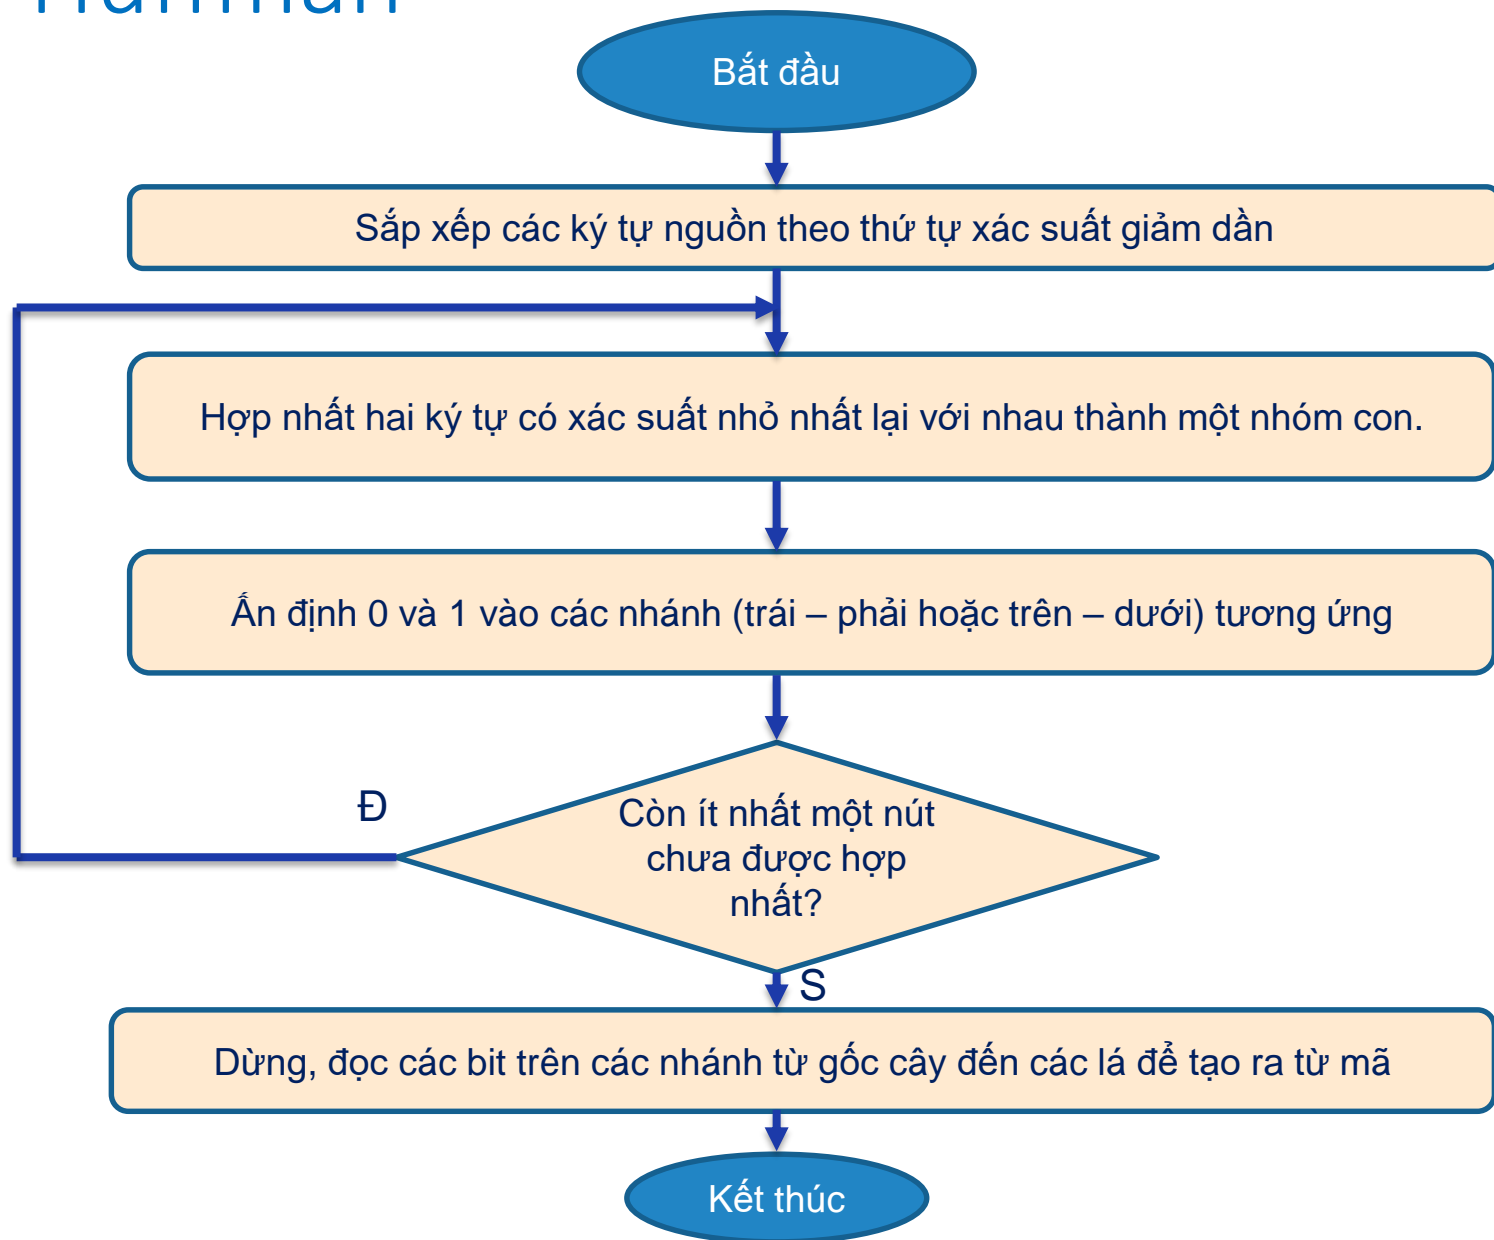 Bắt đầu
Sắp xếp các ký tự nguồn theo thứ tự xác suất giảm dần
Hợp nhất hai ký tự có xác suất nhỏ nhất lại với nhau thành một nhóm con.
Ấn định 0 và 1 vào các nhánh (trái – phải hoặc trên – dưới) tương ứng
Đ
Còn ít nhất một nút
chưa được hợp
nhất?
S
Dừng, đọc các bit trên các nhánh từ gốc cây đến các lá để tạo ra từ mã
Kết thúc